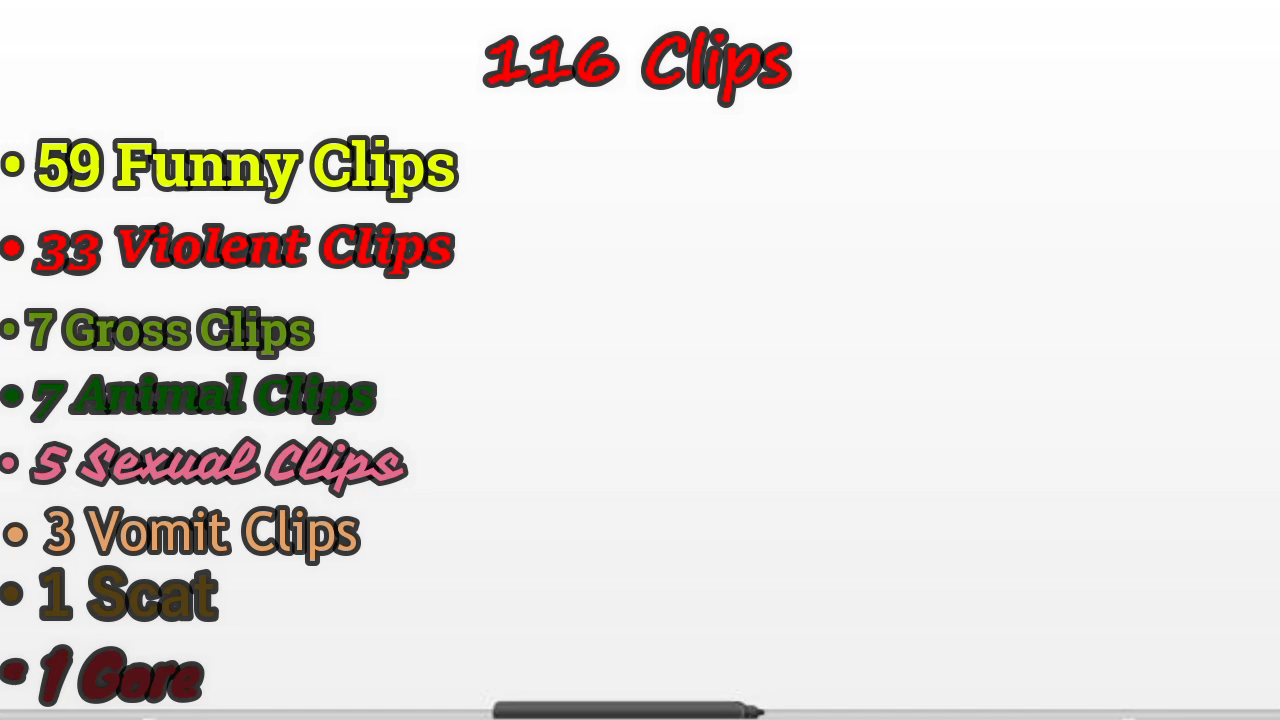 116 Clips
• 59 Funny Clips
• 33 Violent Clips
• 7 Gross Clips
• 7 Animal Clips
• 5 Sexual Clips
• 3 Vomit Clips
• 1 Scat
• 1 Gore